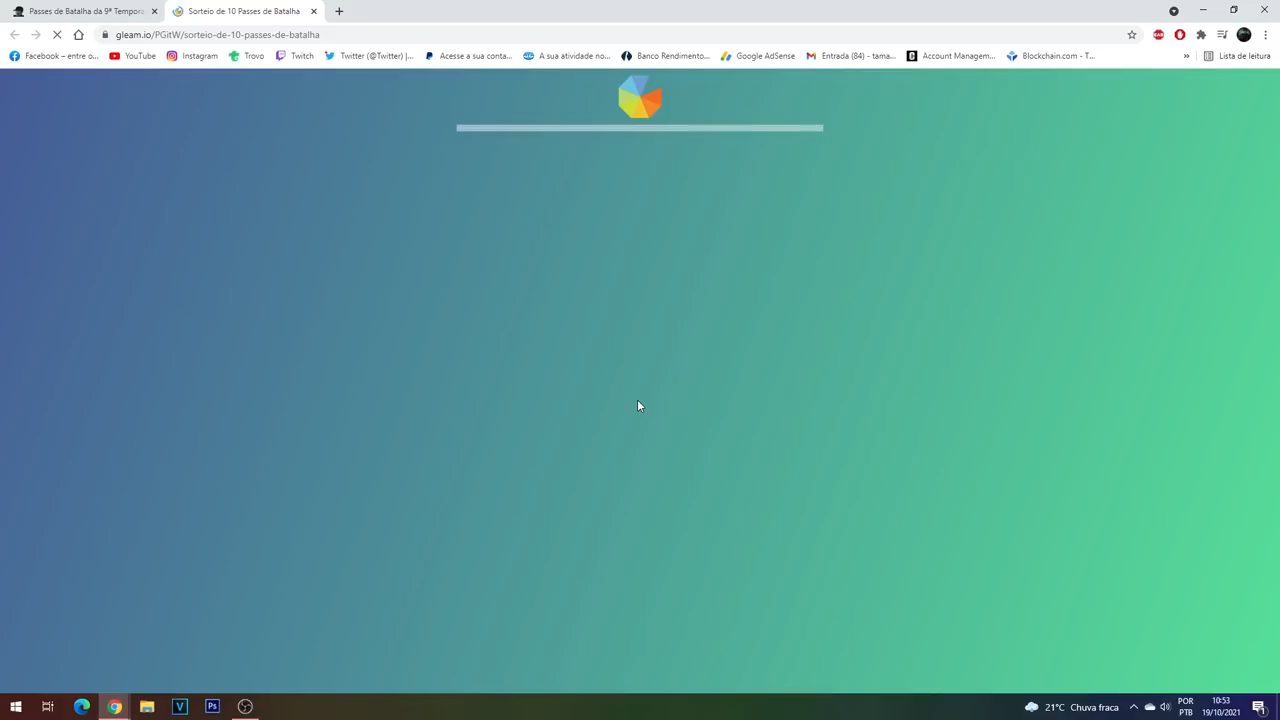 Passes de Batalha da 9ª Tempora
Sorteio de 10 Passes de Batalha
gleam.io/PGitW/sorteio-de-10-passes-de-batalha
Facebook – entre o...
YouTube
Instagram
Trovo
Twitch
Twitter (@Twitter) |...
Acesse a sua conta...
A sua atividade no...
Banco Rendimento...
Google AdSense
Entrada (84) - tama...
Account Managem...
Blockchain.com - T...
»
Lista de leitura
V
Ps
21°C Chuva fraca
POR
PTB
10:53
19/10/2021
1